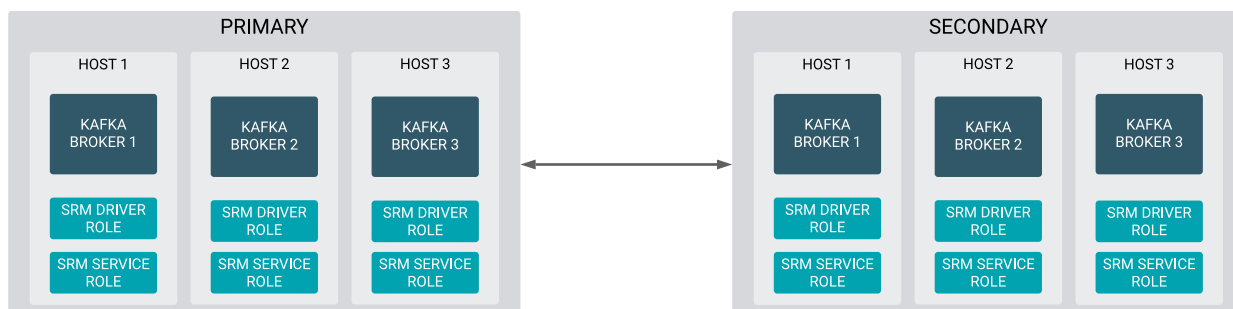 PRIMARY
HOST 1
KAFKA
BROKER 1
SRM DRIVER
ROLE
SRM SERVICE
ROLE
HOST 2
KAFKA
BROKER 2
SRM DRIVER
ROLE
SRM SERVICE
ROLE
HOST 3
KAFKA
BROKER 3
SRM DRIVER
ROLE
SRM SERVICE
ROLE
SECONDARY
HOST 1
KAFKA
BROKER 1
SRM DRIVER
ROLE
SRM SERVICE
ROLE
HOST 2
KAFKA
BROKER 2
SRM DRIVER
ROLE
SRM SERVICE
ROLE
HOST 3
KAFKA
BROKER 3
SRM DRIVER
ROLE
SRM SERVICE
ROLE